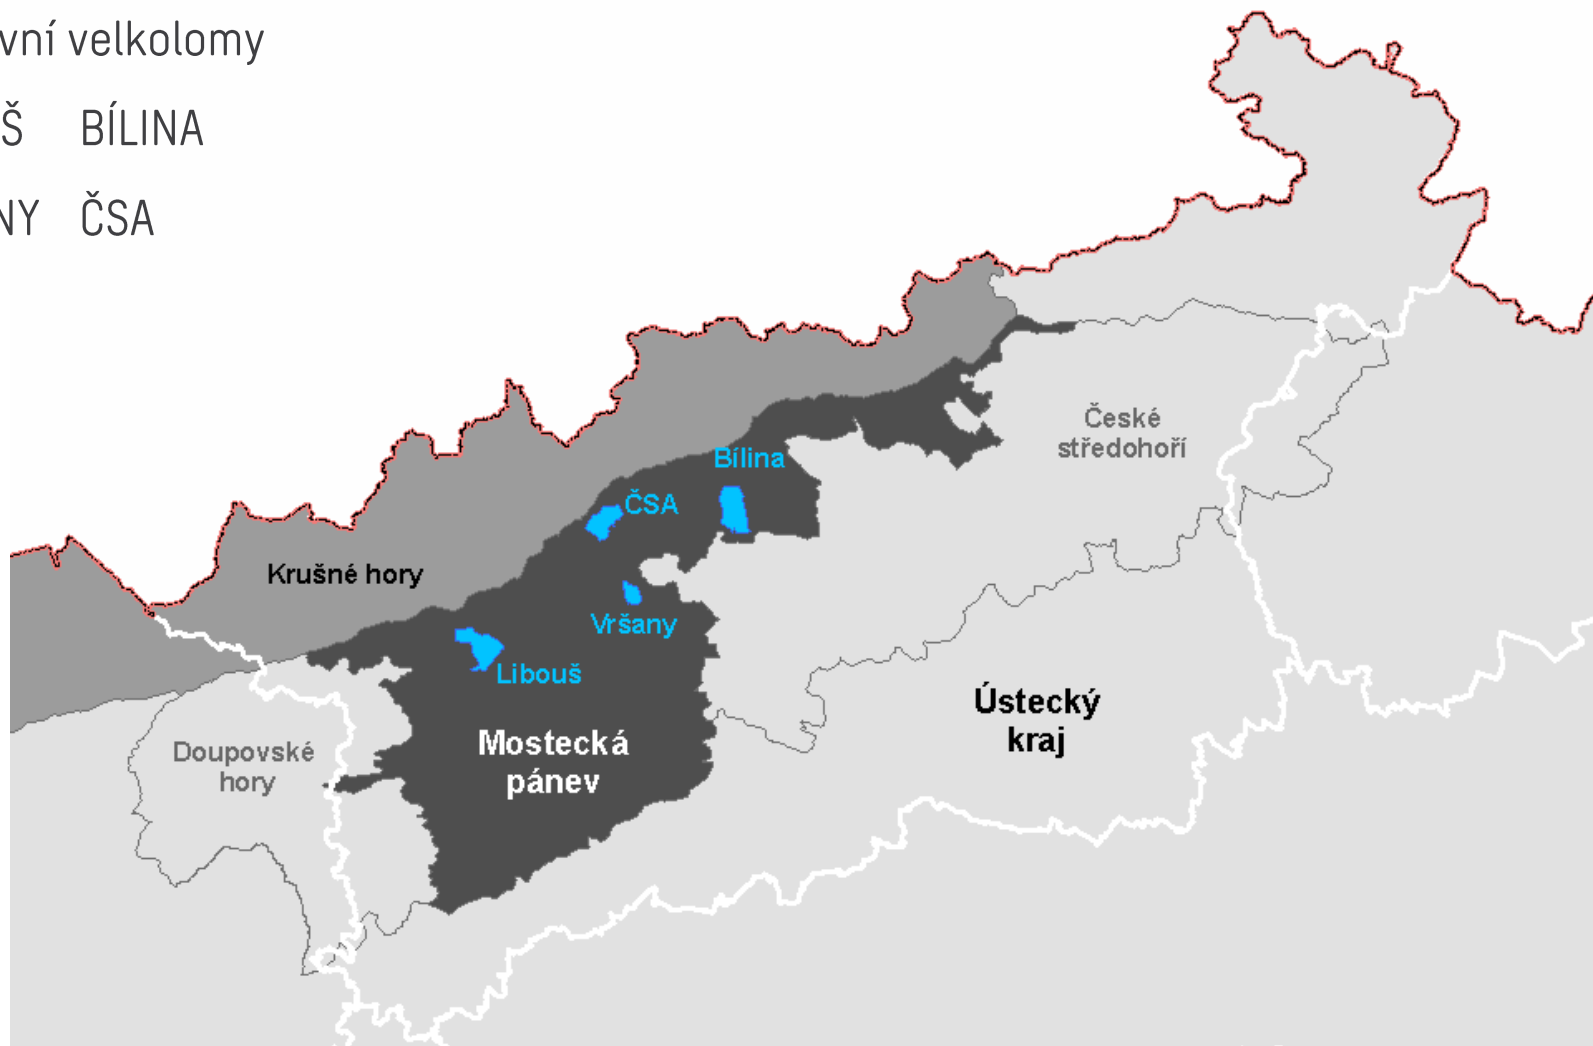 vní velkolomy
Š BÍLINA
NY ČSA
České
středohoří
Bílina
ČSA
Krušné hory
Vršany
Libouš
Ústecký
kraj
Mostecká
pánev
Doupovské
hory